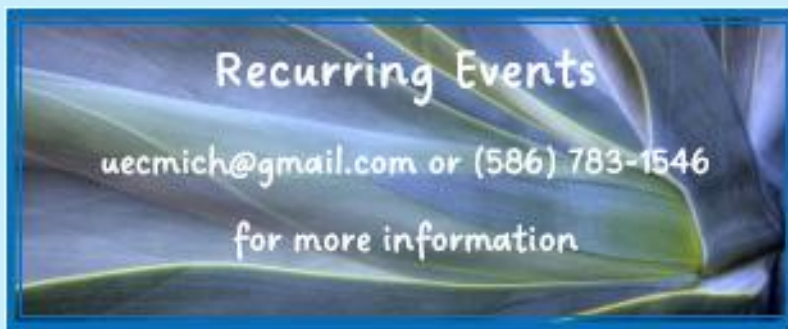 Recurring Events
uecmich@gmail.com or (586) 783-1546
for more information